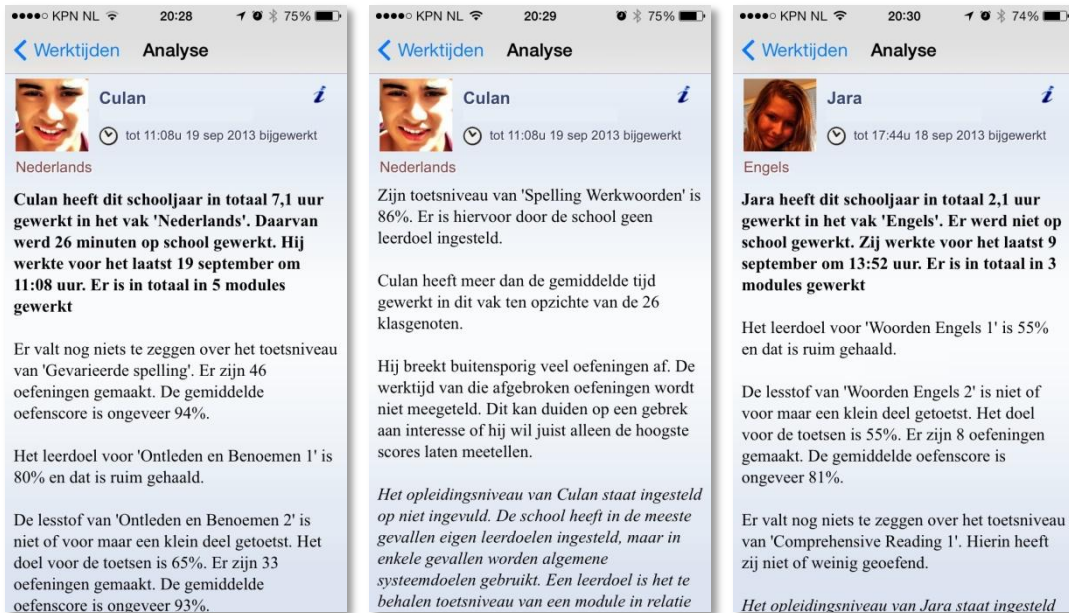 KPN NL 20:28 75%
Werktijden Analyse
Culan i
tot 11:08u 19 sep 2013 bijgewerkt
Nederlands
Culan heeft dit schooljaar in totaal 7,1 uur
gewerkt in het vak 'Nederlands'. Daarvan
werd 26 minuten op school gewerkt. Hij
werkte voor het laatst 19 september om
11:08 uur. Er is in totaal in 5 modules
gewerkt
Er valt nog niets te zeggen over het toetsniveau
van 'Gevarieerde spelling'. Er zijn 46
oefeningen gemaakt. De gemiddelde
oefenscore is ongeveer 94%.
Het leerdoel voor 'Ontleden en Benoemen 1' is
80% en dat is ruim gehaald.
De lesstof van 'Ontleden en Benoemen 2' is
niet of voor maar een klein deel getoetst. Het
doel voor de toetsen is 65%. Er zijn 33
oefeningen gemaakt. De gemiddelde
oefenscore is ongeveer 93%.
KPN NL 20:29 75%
Werktijden Analyse
Culan i
tot 11:08u 19 sep 2013 bijgewerkt
Nederlands
Zijn toetsniveau van 'Spelling Werkwoorden' is
86%. Er is hiervoor door de school geen
leerdoel ingesteld.
Culan heeft meer dan de gemiddelde tijd
gewerkt in dit vak ten opzichte van de 26
klasgenoten.
Hij breekt buitensporig veel oefeningen af. De
werktijd van die afgebroken oefeningen wordt
niet meegeteld. Dit kan duiden op een gebrek
aan interesse of hij wil juist alleen de hoogste
scores laten meetellen.
Het opleidingsniveau van Culan staat ingesteld
op niet ingevuld. De school heeft in de meeste
gevallen eigen leerdoelen ingesteld, maar in
enkele gevallen worden algemene
systeemdoelen gebruikt. Een leerdoel is het te
behalen toetsniveau van een module in relatie
KPN NL 20:30 74%
Werktijden Analyse
Jara i
tot 17:44u 18 sep 2013 bijgewerkt
Engels
Jara heeft dit schooljaar in totaal 2,1 uur
gewerkt in het vak 'Engels'. Er werd niet op
school gewerkt. Zij werkte voor het laatst 9
september om 13:52 uur. Er is in totaal in 3
modules gewerkt
Het leerdoel voor 'Woorden Engels 1' is 55%
en dat is ruim gehaald.
De lesstof van 'Woorden Engels 2' is niet of
voor maar een klein deel getoetst. Het doel
voor de toetsen is 55%. Er zijn 8 oefeningen
gemaakt. De gemiddelde oefenscore is
ongeveer 81%.
Er valt nog niets te zeggen over het toetsniveau
van 'Comprehensive Reading 1'. Hierin heeft
zij niet of weinig geoefend.
Het opleidingsniveau van Jara staat ingesteld